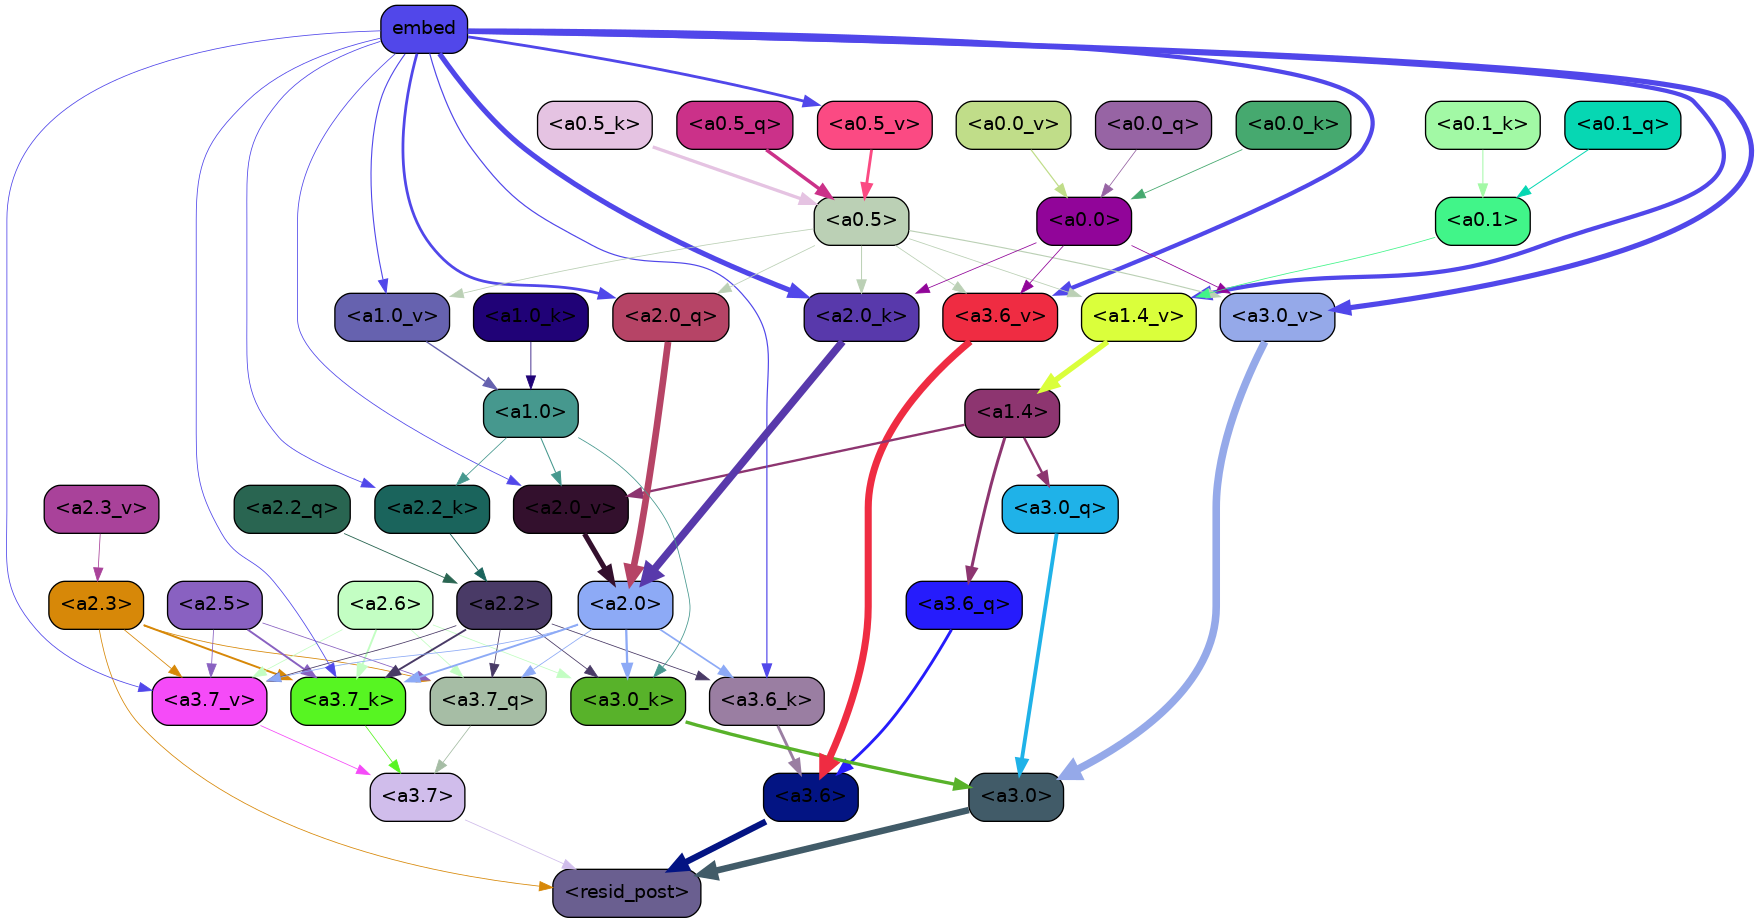 embed
<a0.5_k>
<a0.5_q>
<a0.5_v>
<a0.0_v>
<a0.0_q>
<a0.0_k>
<a0.1_k>
<a0.1_q>
<a0.5>
<a0.0>
<a0.1>
<a1.0_v>
<a1.0_k>
<a2.0_q>
<a2.0_k>
<a3.6_v>
<a1.4_v>
<a3.0_v>
<a1.0>
<a1.4>
<a2.3_v>
<a2.2_q>
<a2.2_k>
<a2.0_v>
<a3.0_q>
<a2.3>
<a2.5>
<a2.6>
<a2.2>
<a2.0>
<a3.6_q>
<a3.7_v>
<a3.7_k>
<a3.7_q>
<a3.0_k>
<a3.6_k>
<a3.7>
<a3.6>
<a3.0>
<resid_post>